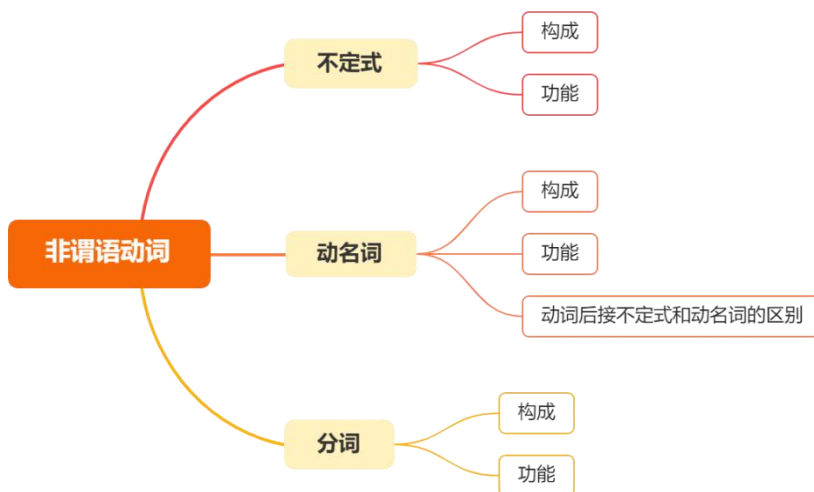 非谓语动词
不定式
构成
功能
动名词
构成
功能
动词后接不定式和动名词的区别
分词
构成
功能